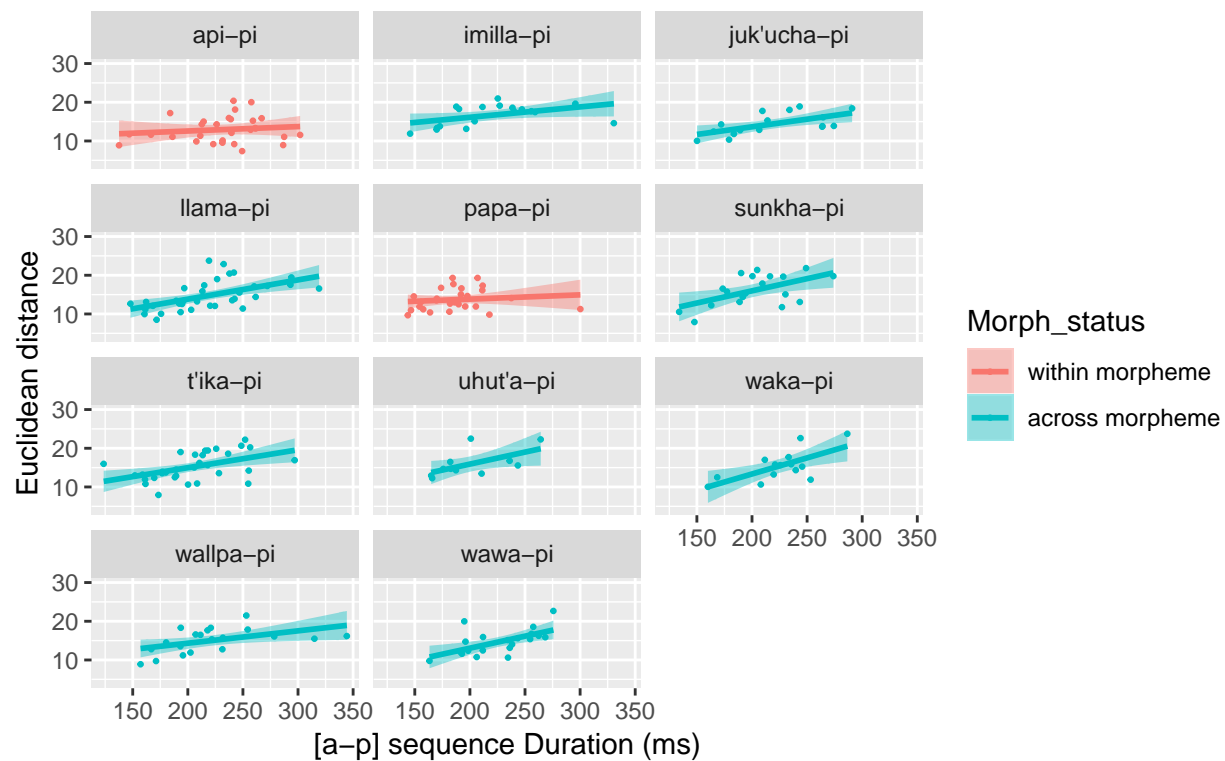 api−pi imilla−pi juk'ucha−pi
30
20
10
llama−pi papa−pi sunkha−pi
30
20
10
t'ika−pi uhut'a−pi waka−pi
30
20
10
150 200 250 300 350
wallpa−pi wawa−pi
30
20
10
150 200 250 300 350 150 200 250 300 350
[a−p] sequence Duration (ms)
Euclidean distance
Morph_status
within morpheme
across morpheme